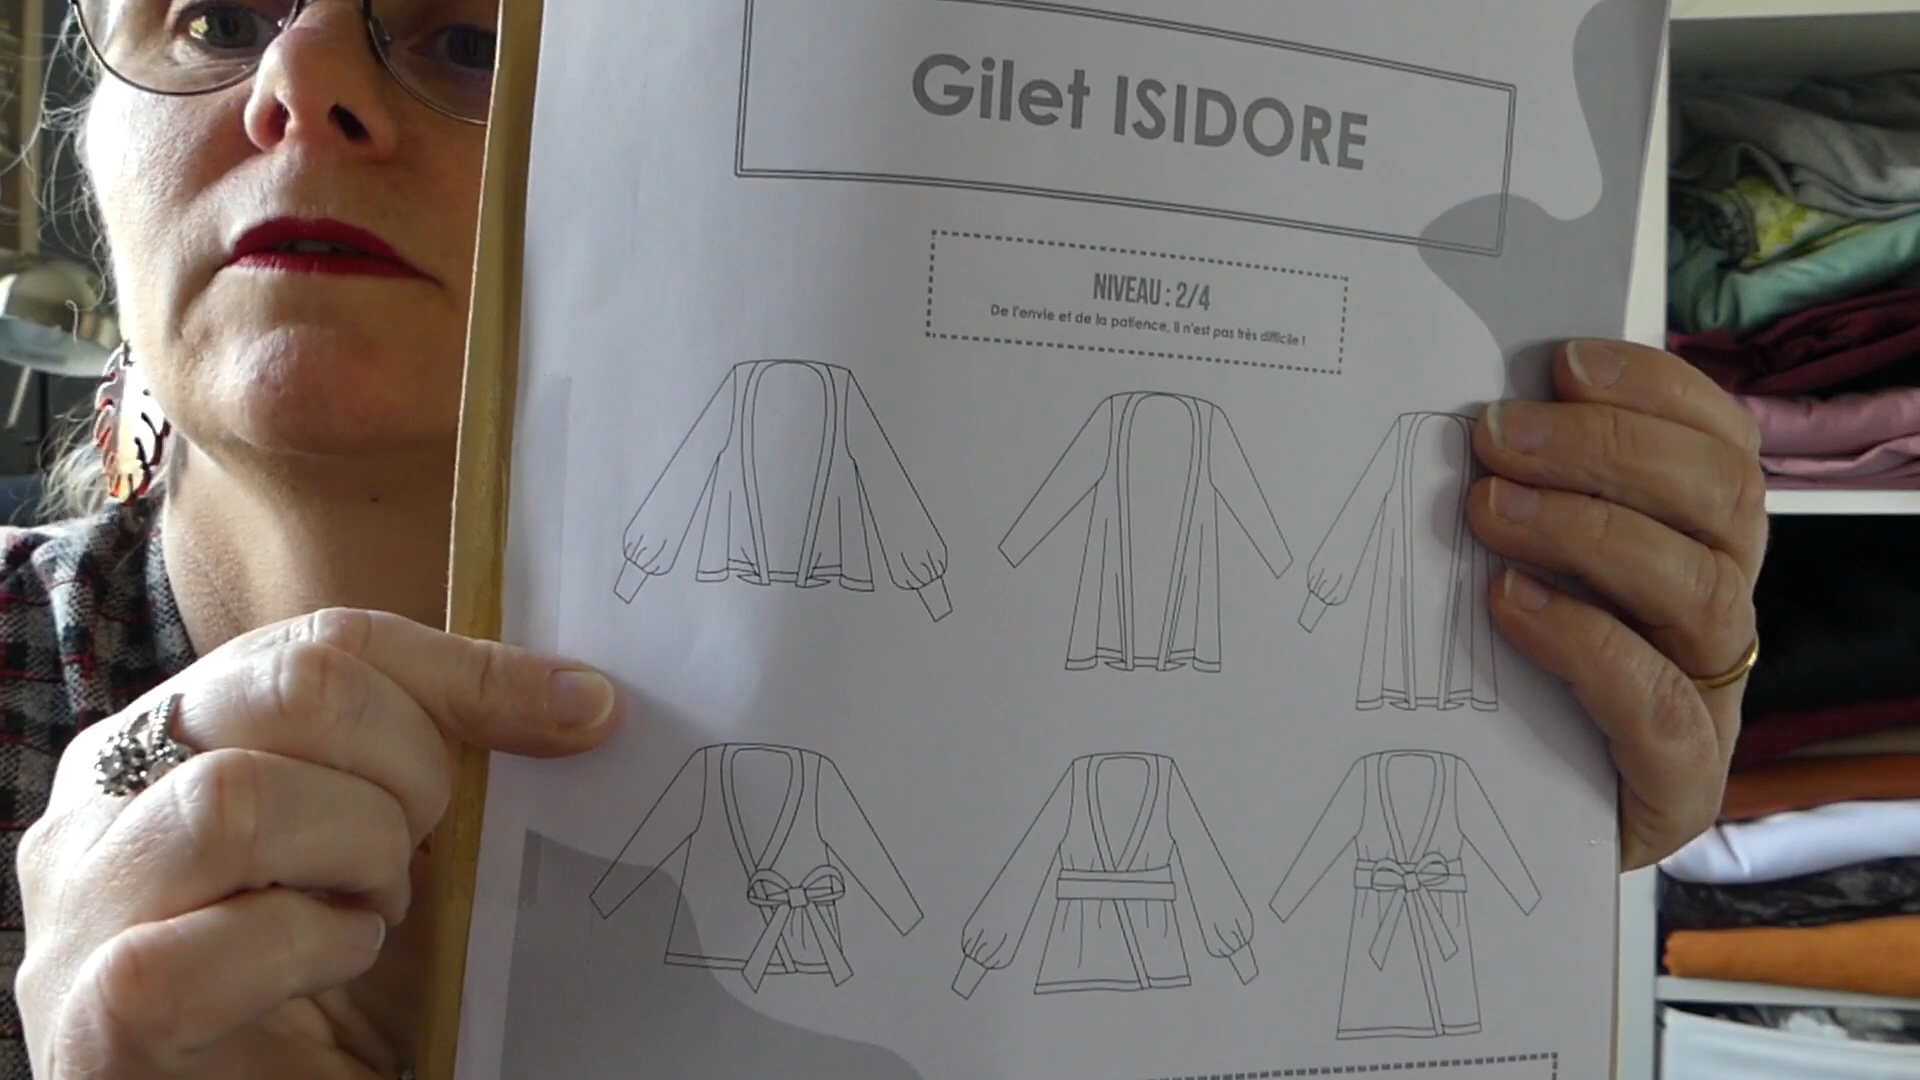 Gilet ISIDORE
NIVEAU : 2/4
De l'envie et de la patience, il n'est pas très difficile !